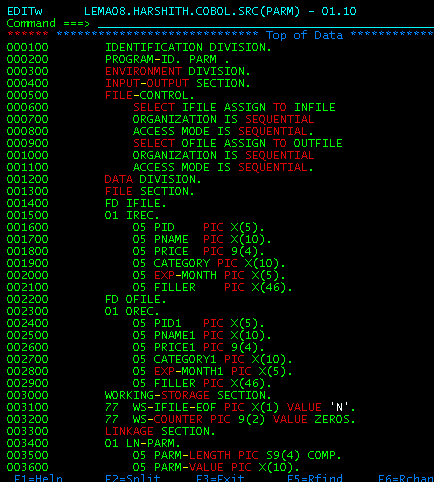 EDITw LEMA08.HARSHITH.COBOL.SRC(PARM) - 01.10
Command ===>
****** **************************** Top of Data ****************
000100 IDENTIFICATION DIVISION.
000200 PROGRAM-ID. PARM .
000300 ENVIRONMENT DIVISION.
000400 INPUT-OUTPUT SECTION.
000500 FILE-CONTROL.
000600 SELECT IFILE ASSIGN TO INFILE
000700 ORGANIZATION IS SEQUENTIAL
000800 ACCESS MODE IS SEQUENTIAL.
000900 SELECT OFILE ASSIGN TO OUTFILE
001000 ORGANIZATION IS SEQUENTIAL
001100 ACCESS MODE IS SEQUENTIAL.
001200 DATA DIVISION.
001300 FILE SECTION.
001400 FD IFILE.
001500 01 IREC.
001600 05 PID PIC X(5).
001700 05 PNAME PIC X(10).
001800 05 PRICE PIC 9(4).
001900 05 CATEGORY PIC X(10).
002000 05 EXP-MONTH PIC X(5).
002100 05 FILLER PIC X(46).
002200 FD OFILE.
002300 01 OREC.
002400 05 PID1 PIC X(5).
002500 05 PNAME1 PIC X(10).
002600 05 PRICE1 PIC 9(4).
002700 05 CATEGORY1 PIC X(10).
002800 05 EXP-MONTH1 PIC X(5).
002900 05 FILLER PIC X(46).
003000 WORKING-STORAGE SECTION.
003100 77 WS-IFILE-EOF PIC X(1) VALUE 'N'.
003200 77 WS-COUNTER PIC 9(2) VALUE ZEROS.
003300 LINKAGE SECTION.
003400 01 LN-PARM.
003500 05 PARM-LENGTH PIC S9(4) COMP.
003600 05 PARM-VALUE PIC X(10).
F1=Help F2=Split F3=Exit F5=Rfind F6=Rchan